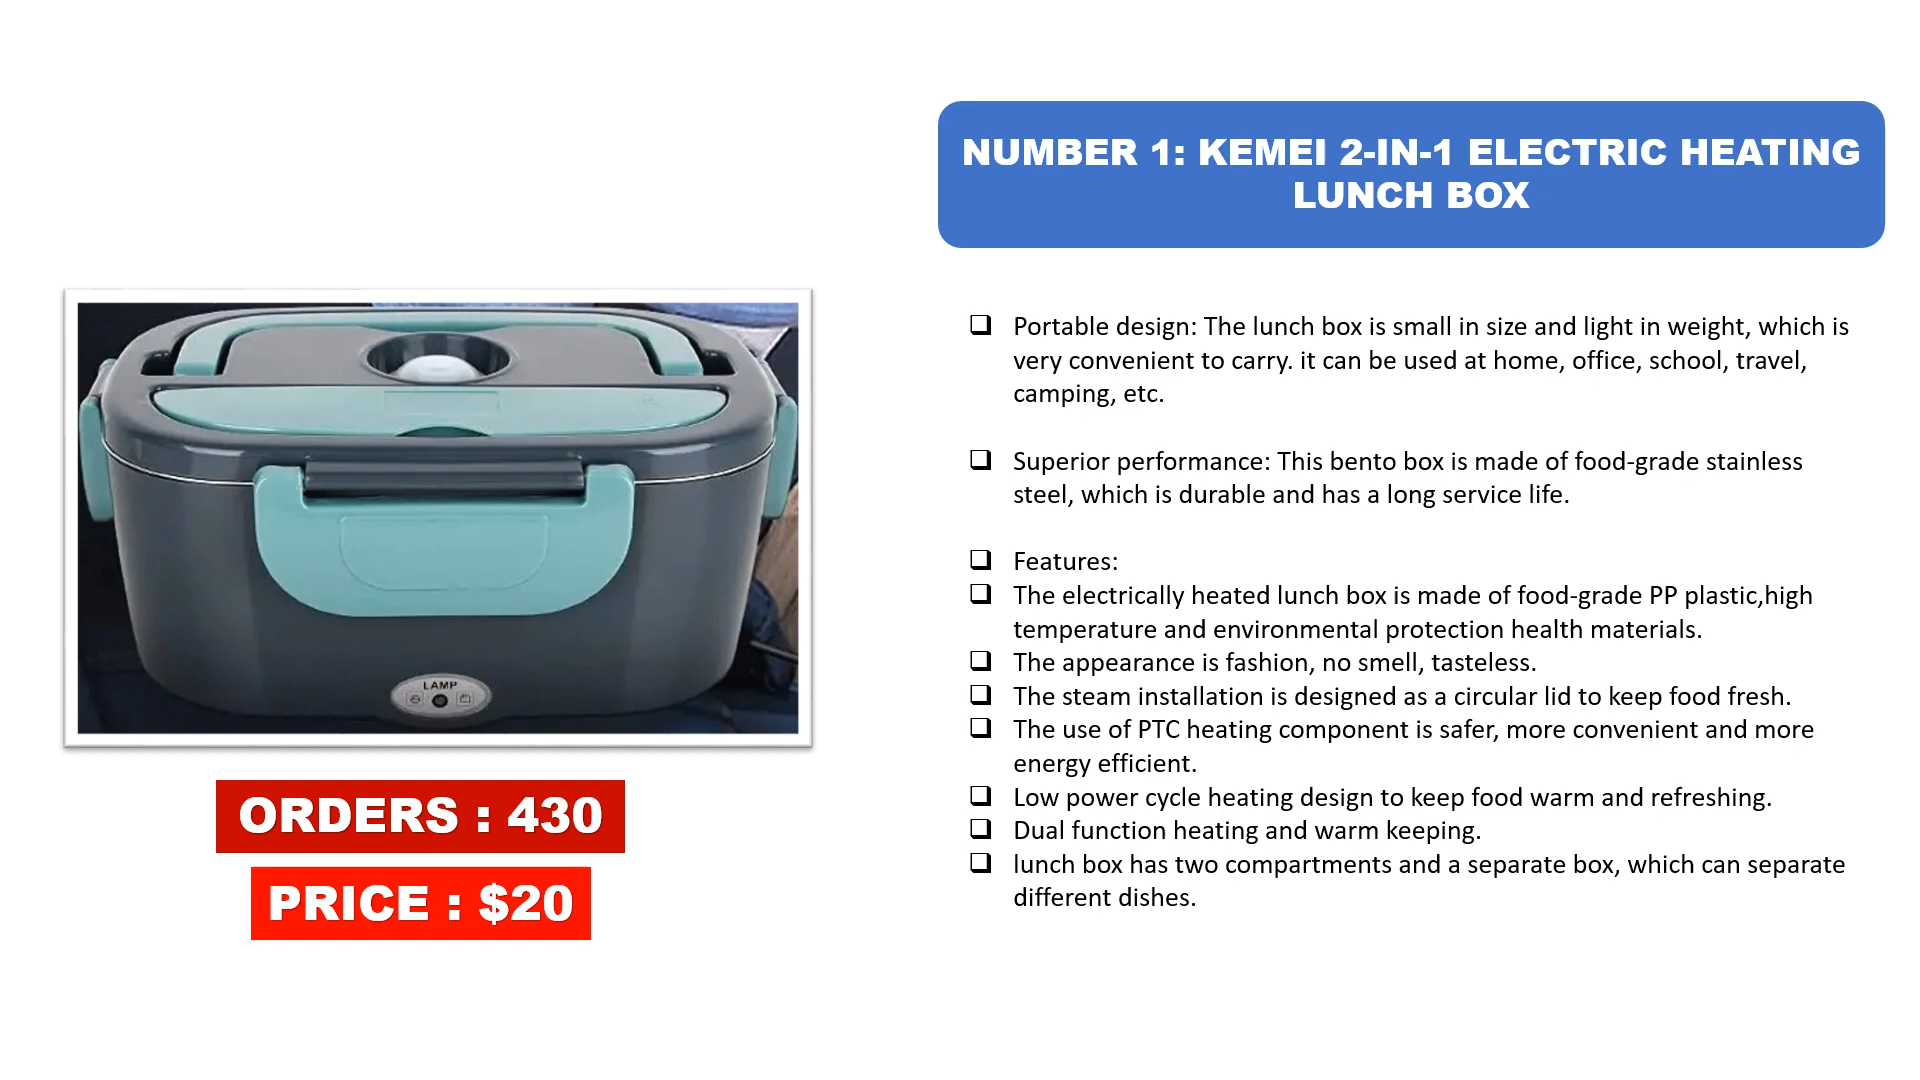 NUMBER 1: KEMEI 2-IN-1 ELECTRIC HEATING
LUNCH BOX
Portable design: The lunch box is small in size and light in weight, which is
very convenient to carry. it can be used at home, office, school, travel,
camping, etc.
Superior performance: This bento box is made of food-grade stainless
steel, which is durable and has a long service life.
Features:
The electrically heated lunch box is made of food-grade PP plastic,high
temperature and environmental protection health materials.
The appearance is fashion, no smell, tasteless.
The steam installation is designed as a circular lid to keep food fresh.
The use of PTC heating component is safer, more convenient and more
energy efficient.
Low power cycle heating design to keep food warm and refreshing.
Dual function heating and warm keeping.
lunch box has two compartments and a separate box, which can separate
different dishes.
LAMP
ORDERS : 430
PRICE : $20